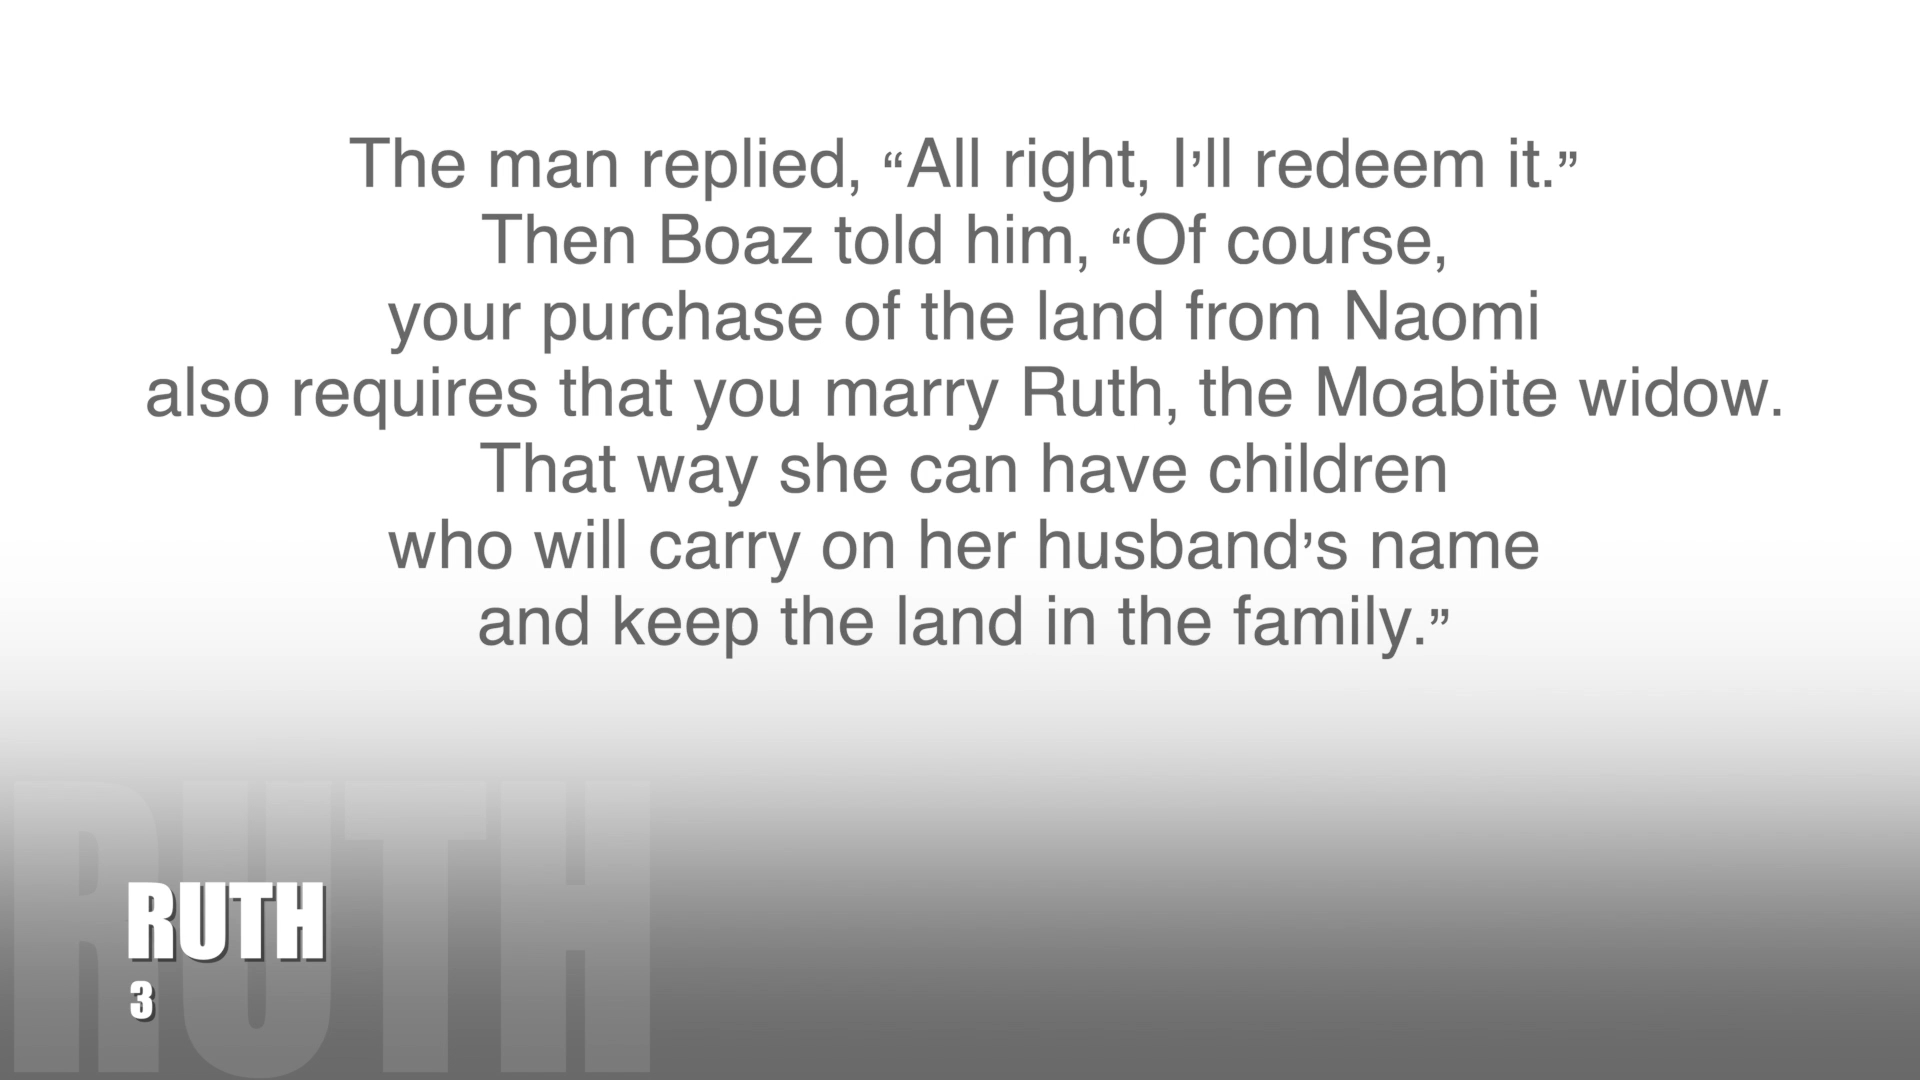 The man replied, “All right, I’ll redeem it.”
Then Boaz told him, “Of course,
your purchase of the land from Naomi
also requires that you marry Ruth, the Moabite widow.
That way she can have children
who will carry on her husband’s name
and keep the land in the family.”
RUTH
RUTH
3